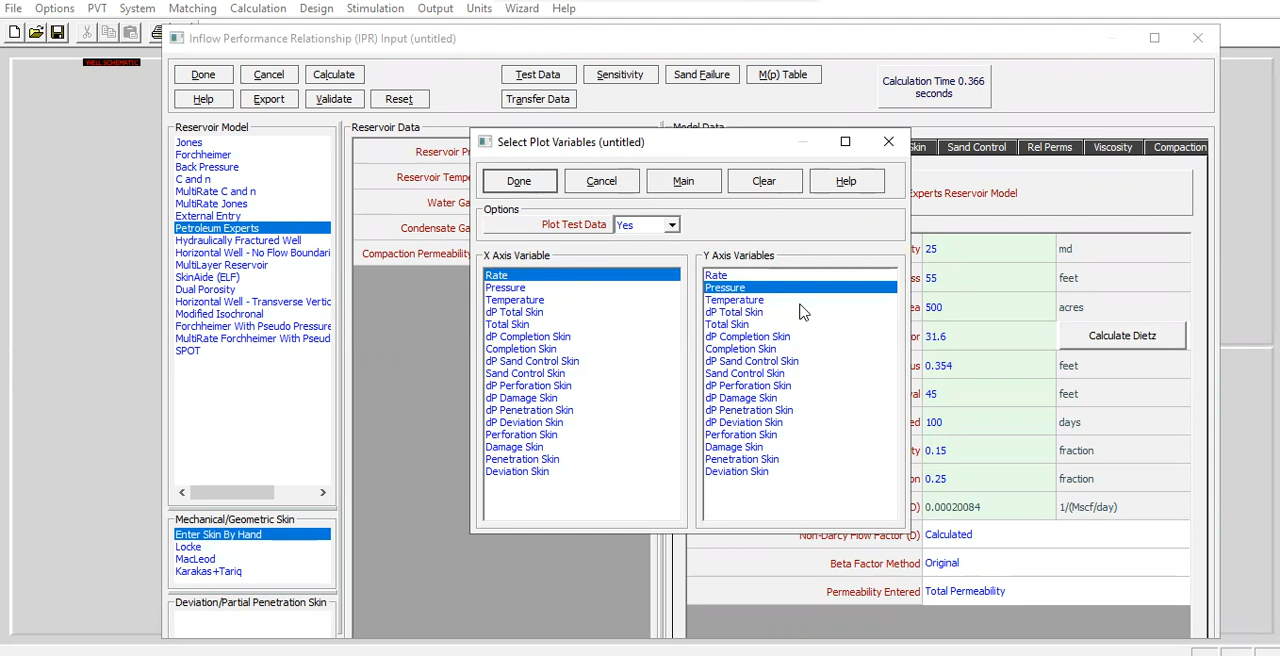 File Options PVT System Matching Calculation Design Stimulation Output Units Wizard Help
WELL SCHEMATIC
Inflow Performance Relationship (IPR) Input (untitled)
Done Cancel Calculate Test Data Sensitivity Sand Failure M(p) Table
Help Export Validate Reset Transfer Data
Calculation Time 0.366
seconds
Reservoir Model
Jones
Forchheimer
Back Pressure
C and n
MultiRate C and n
MultiRate Jones
External Entry
Petroleum Experts
Hydraulically Fractured Well
Horizontal Well - No Flow Boundari
MultiLayer Reservoir
SkinAide (ELF)
Dual Porosity
Horizontal Well - Transverse Vertic
Modified Isochronal
Forchheimer With Pseudo Pressure
MultiRate Forchheimer With Pseud
SPOT
Mechanical/Geometric Skin
Enter Skin By Hand
Locke
MacLeod
Karakas+Tariq
Deviation/Partial Penetration Skin
Reservoir Data
Reservoir Pr
Reservoir Tempe
Water Ga
Condensate Ga
Compaction Permeability
Select Plot Variables (untitled)
Done Cancel Main Clear Help
Options
Plot Test Data Yes
X Axis Variable
Rate
Pressure
Temperature
dP Total Skin
Total Skin
dP Completion Skin
Completion Skin
dP Sand Control Skin
Sand Control Skin
dP Perforation Skin
dP Damage Skin
dP Penetration Skin
dP Deviation Skin
Perforation Skin
Damage Skin
Penetration Skin
Deviation Skin
Y Axis Variables
Rate
Pressure
Temperature
dP Total Skin
Total Skin
dP Completion Skin
Completion Skin
dP Sand Control Skin
Sand Control Skin
dP Perforation Skin
dP Damage Skin
dP Penetration Skin
dP Deviation Skin
Perforation Skin
Damage Skin
Penetration Skin
Deviation Skin
Model Data
kin Sand Control Rel Perms Viscosity Compaction
Experts Reservoir Model
ty 25 md
ss 55 feet
ea 500 acres
or 31.6 Calculate Dietz
us 0.354 feet
val 45 feet
ed 100 days
ty 0.15 fraction
on 0.25 fraction
D) 0.00020084 1/(Mscf/day)
Non-Darcy Flow Factor (D) Calculated
Beta Factor Method Original
Permeability Entered Total Permeability